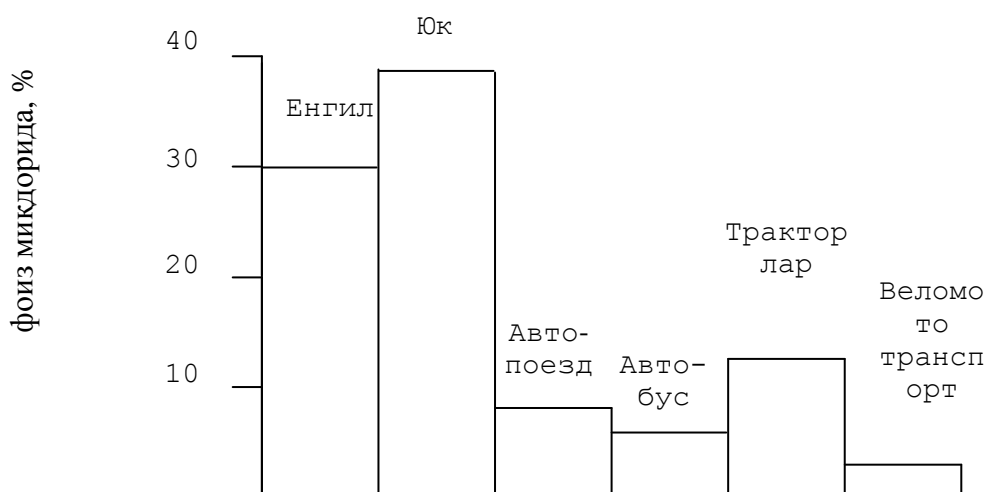 фоиз микдорида, %
40
30
20
10
Енгил
Юк
Авто-
поезд
Авто-
бус
Трактор
лар
Веломо
то
трансп
орт